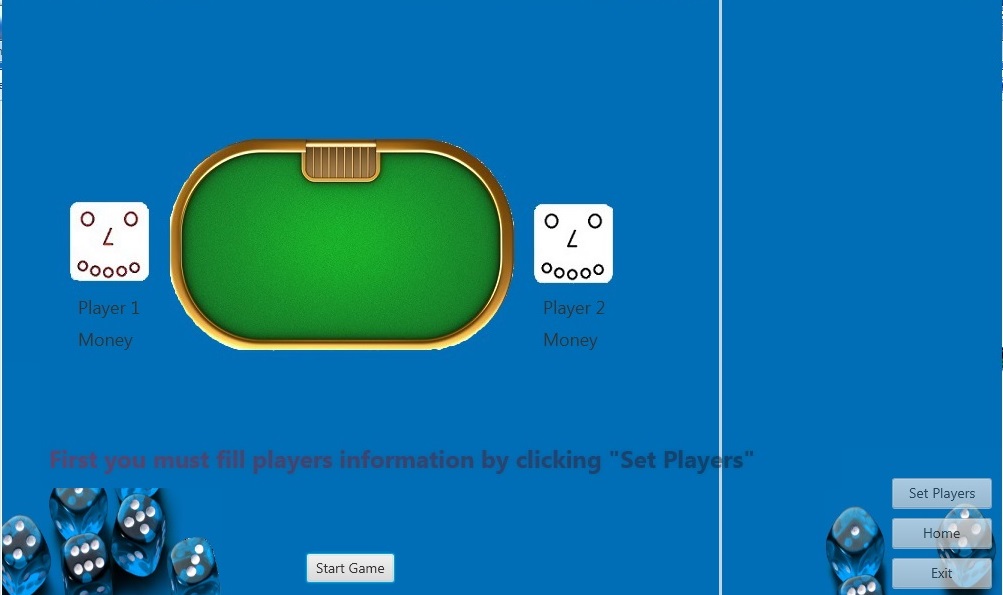 Player 1
Money
Player 2
Money
First you must fill players information by clicking "Set Players"
Set Players
Home
Exit
Start Game